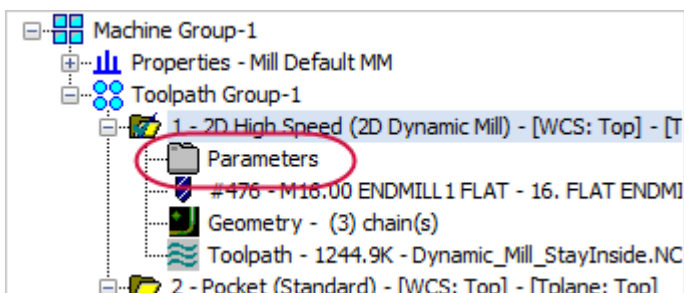 Machine Group-1
Properties - Mill Default MM
Toolpath Group-1
1 - 2D High Speed (2D Dynamic Mill) - [WCS: Top] - [T
Parameters
#476 - M16.00 ENDMILL1 FLAT - 16. FLAT ENDMI
Geometry - (3) chain(s)
Toolpath - 1244.9K - Dynamic_Mill_StayInside.NC
2 - Pocket (Standard) - [WCS: Top] - [Tplane: Top]